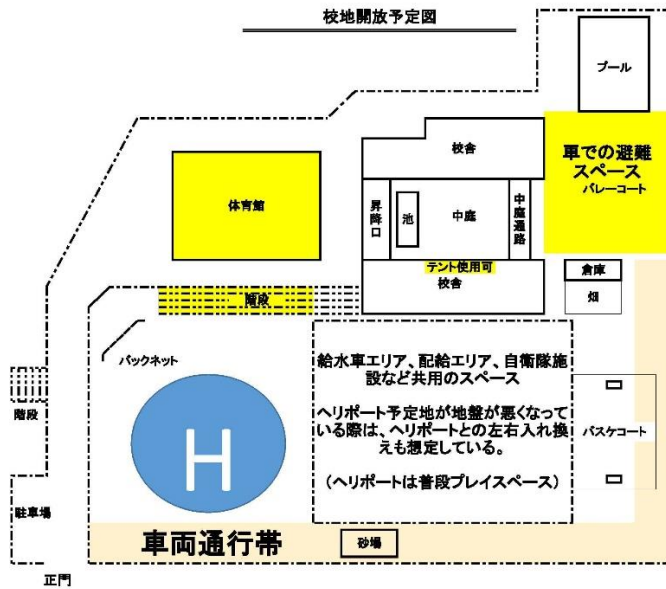 校地開放予定図
プール
車での避難
スペース
バレーコート
校舎
体育館
昇降口
池
中庭
中庭通路
テント使用可
校舎
倉庫
畑
階段
バックネット
給水車エリア、配給エリア、自衛隊施
設など共用のスペース
ヘリポート予定地が地盤が悪くなって
いる際は、ヘリポートとの左右入れ換
えも想定している。
（ヘリポートは普段プレイスペース）
H
階段
バスケコート
駐車場
車両通行帯
砂場
正門